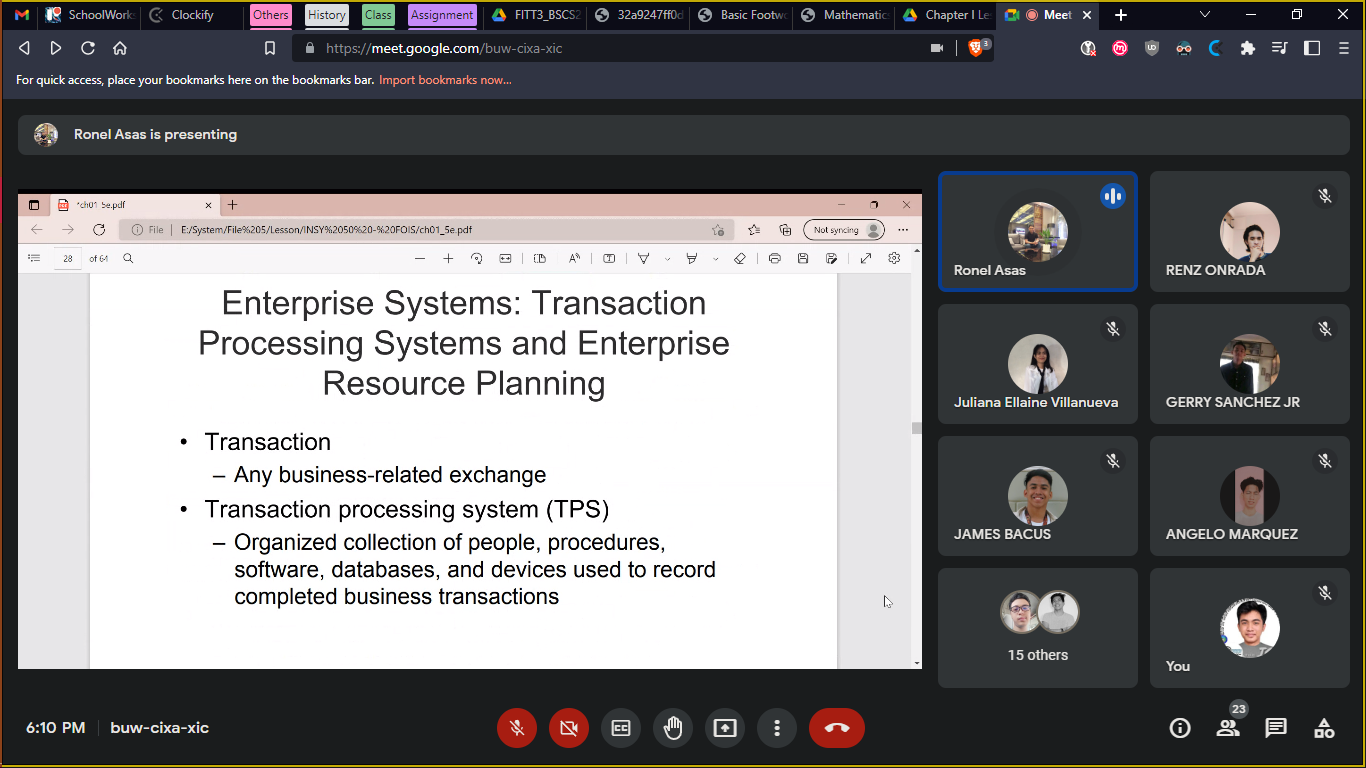 SchoolWorks
Clockify
Others
History
Class
Assignment
FITT3_BSCS2
32a9247ff0d
Basic Footwo
Mathematic
Chapter I Le
Meet
https://meet.google.com/buw-cixa-xic
3
For quick access, place your bookmarks here on the bookmarks bar. Import bookmarks now...
Ronel Asas is presenting
*ch01 5e.pdf
File
E:/System/File%205/Lesson/INSY%2050%20-%20FOIS/ch01_5e.pdf
Not syncing
28 of 64
Enterprise Systems: Transaction
Processing Systems and Enterprise
Resource Planning
• Transaction
– Any business-related exchange
• Transaction processing system (TPS)
– Organized collection of people, procedures,
software, databases, and devices used to record
completed business transactions
Ronel Asas
RENZ ONRADA
Juliana Ellaine Villanueva
GERRY SANCHEZ JR
JAMES BACUS
ANGELO MARQUEZ
15 others
You
6:10 PM
buw-cixa-xic
23